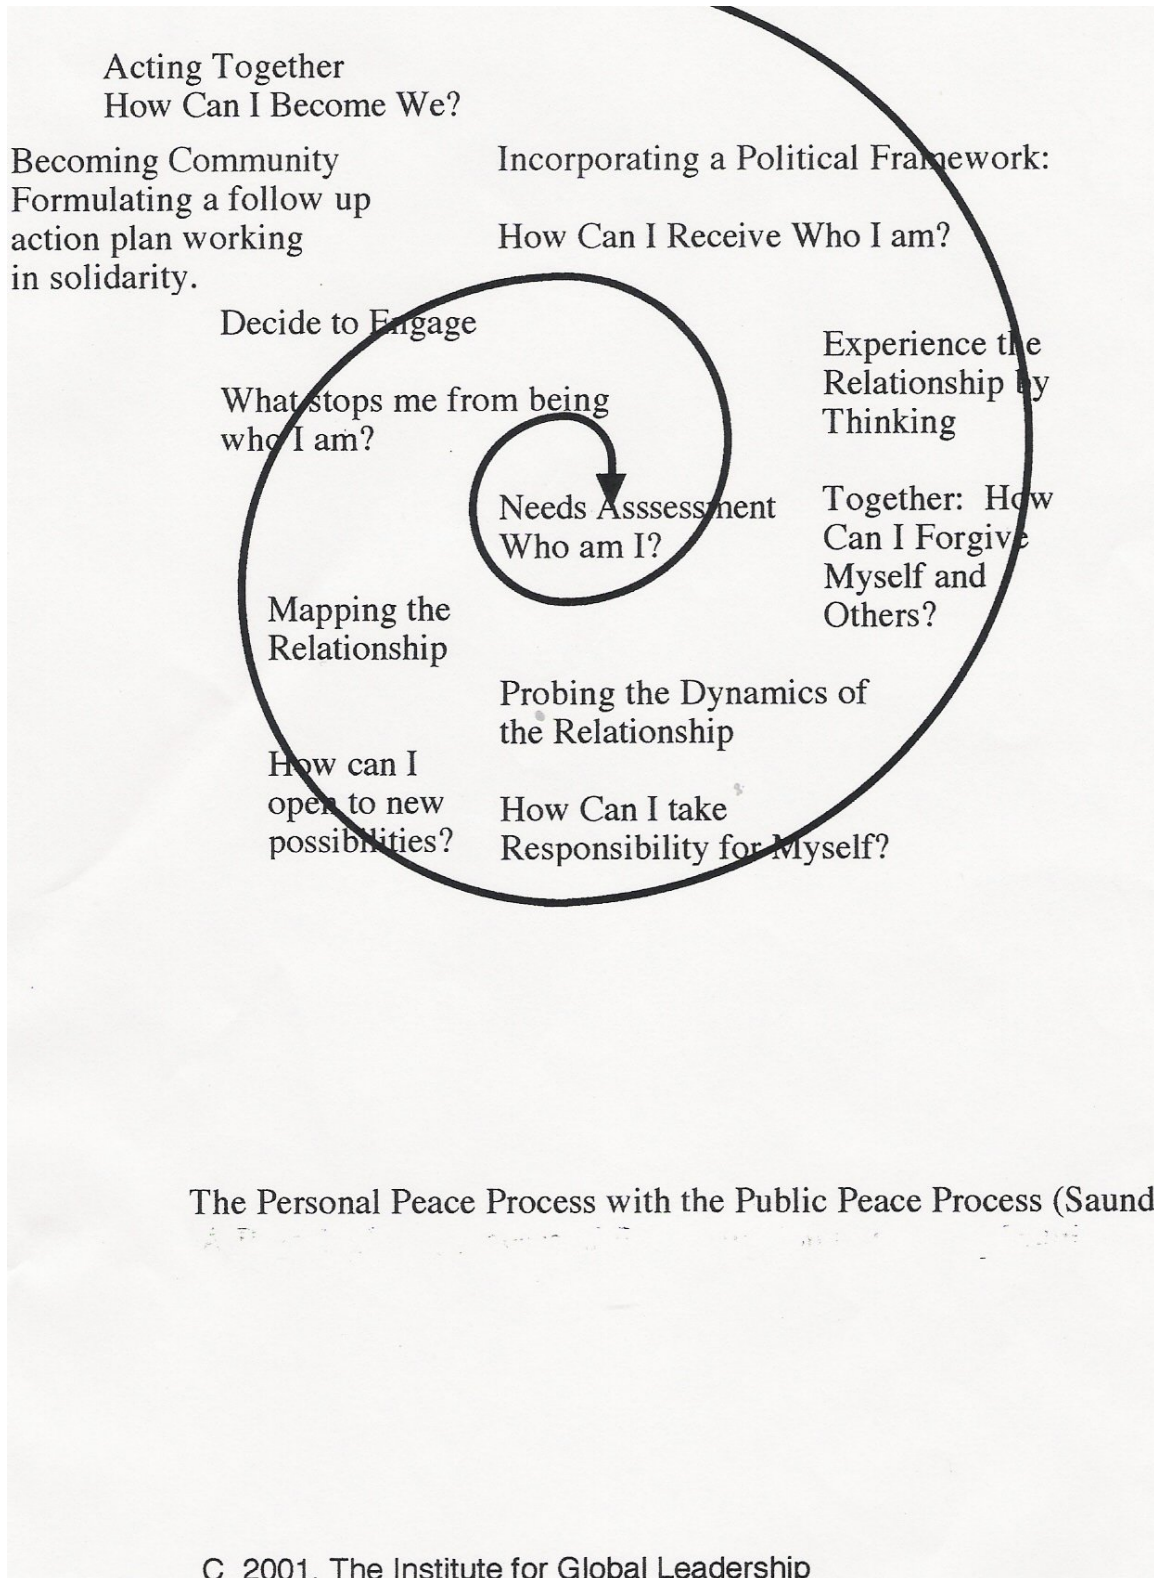 Acting Together
How Can I Become We?
Becoming Community
Formulating a follow up
action plan working
in solidarity.
Incorporating a Political Framework:
How Can I Receive Who I am?
Decide to Engage
What stops me from being
who I am?
Experience the
Relationship by
Thinking
Together: How
Can I Forgive
Myself and
Others?
Needs Asssessment
Who am I?
Mapping the
Relationship
How can I
open to new
possibilities?
Probing the Dynamics of
the Relationship
How Can I take
Responsibility for Myself?
The Personal Peace Process with the Public Peace Process (Saund
C 2001, The Institute for Global Leadership